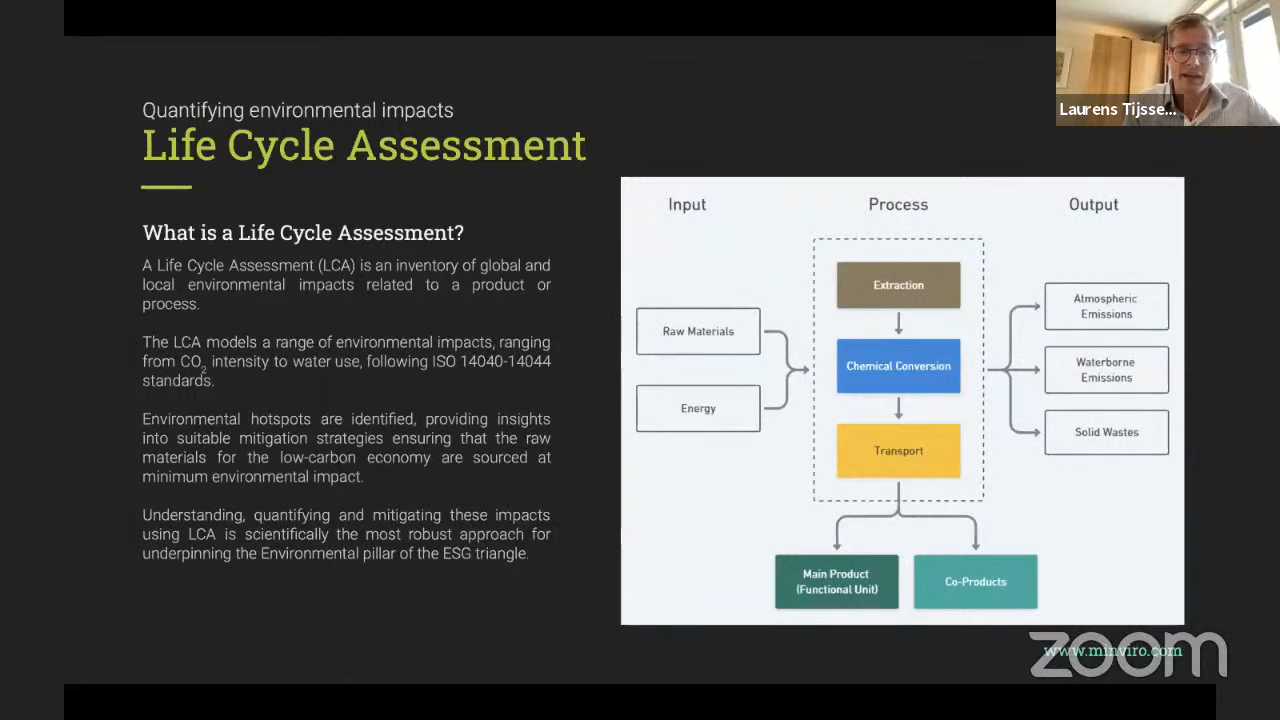 Laurens Tijsse...
Quantifying environmental impacts
Life Cycle Assessment
What is a Life Cycle Assessment?
A Life Cycle Assessment (LCA) is an inventory of global and
local environmental impacts related to a product or
process.
The LCA models a range of environmental impacts, ranging
from CO₂ intensity to water use, following ISO 14040-14044
standards.
Environmental hotspots are identified, providing insights
into suitable mitigation strategies ensuring that the raw
materials for the low-carbon economy are sourced at
minimum environmental impact.
Understanding, quantifying and mitigating these impacts
using LCA is scientifically the most robust approach for
underpinning the Environmental pillar of the ESG triangle.
Input
Process
Output
Raw Materials
Energy
Extraction
Chemical Conversion
Transport
Atmospheric
Emissions
Waterborne
Emissions
Solid Wastes
Main Product
(Functional Unit)
Co-Products
www.minviro.com
zoom